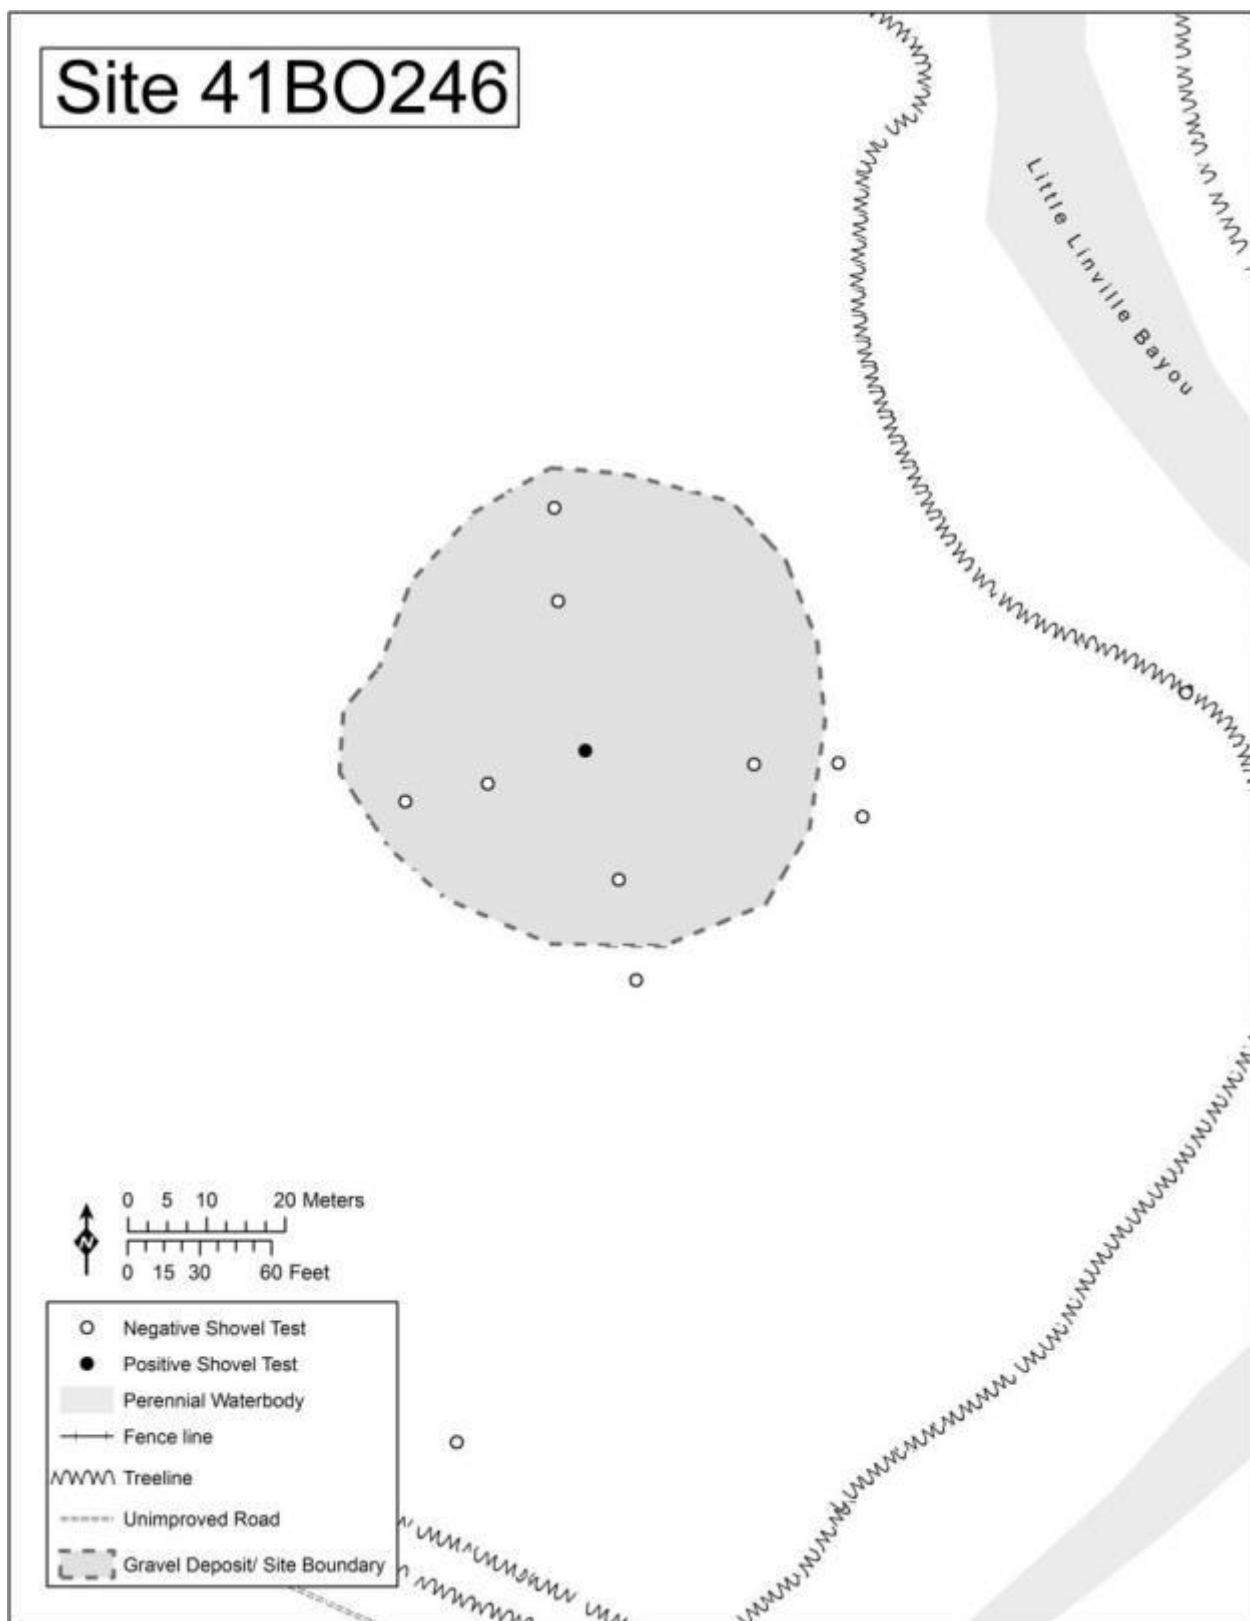 Site 41BO246
Little Linville Bayou
0 5 10 20 Meters
N
0 15 30 60 Feet
Negative Shovel Test
Positive Shovel Test
Perennial Waterbody
Fence line
Treeline
Unimproved Road
Gravel Deposit/ Site Boundary